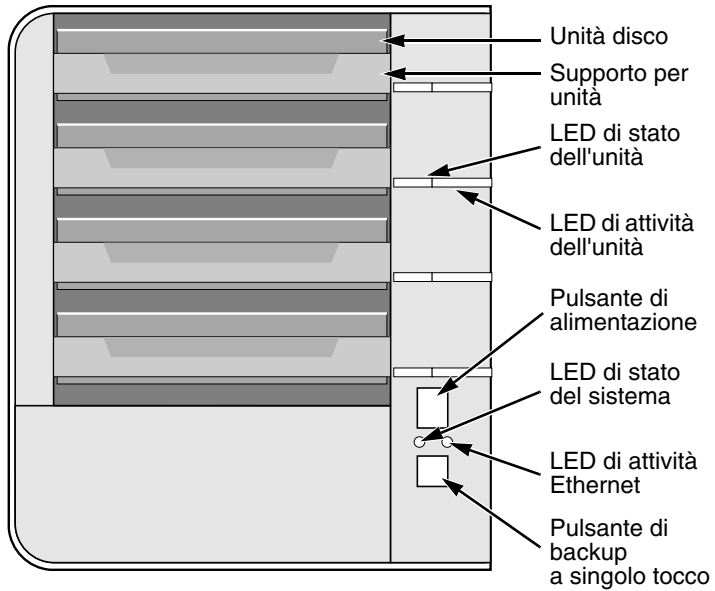 Unità disco
Supporto per
unità
LED di stato
dell'unità
LED di attività
dell'unità
Pulsante di
alimentazione
LED di stato
del sistema
LED di attività
Ethernet
Pulsante di
backup
a singolo tocco